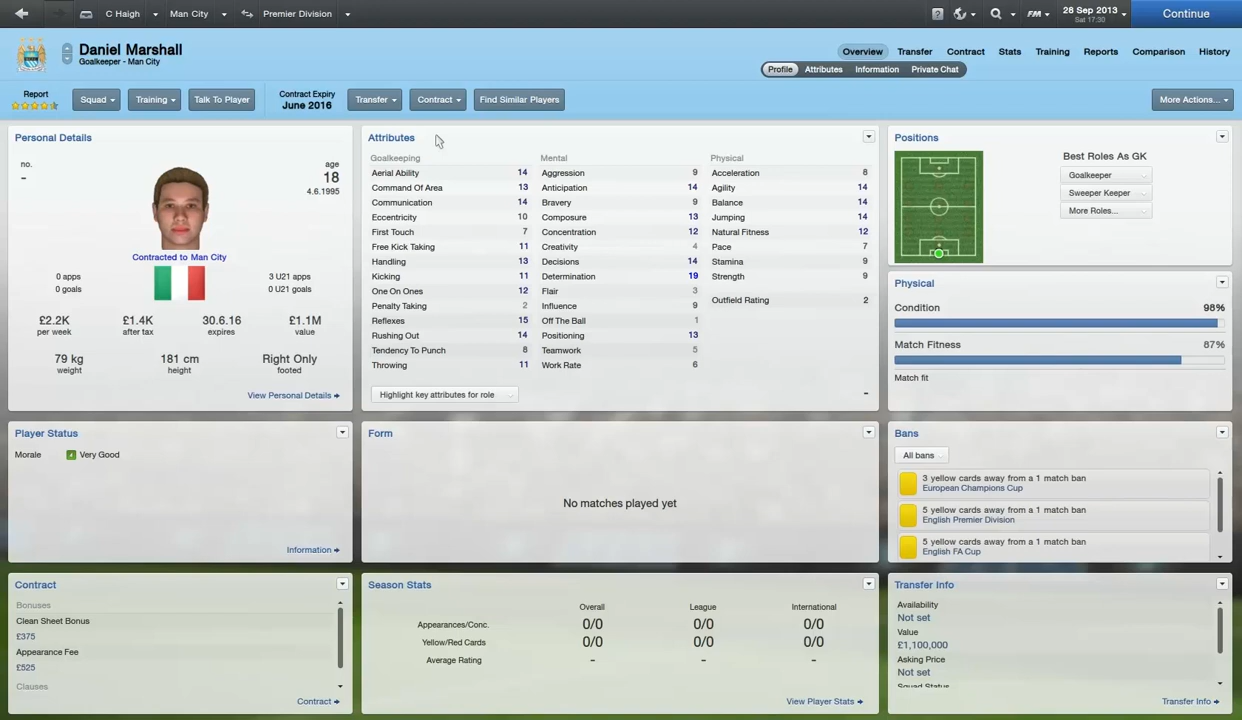 C Haigh
Man City
Premier Division
?
FM
28 Sep 2013
Sat 17:30
Continue
Daniel Marshall
Goalkeeper - Man City
Overview Transfer Contract Stats Training Reports Comparison History
Profile Attributes Information Private Chat
Report
Squad
Training
Talk To Player
Contract Expiry
June 2016
Transfer
Contract
Find Similar Players
More Actions...
Personal Details
no.
-
age
18
4.6.1995
Contracted to Man City
0 apps
0 goals
3 U21 apps
0 U21 goals
£2.2K £1.4K 30.6.16 £1.1M
per week after tax expires value
79 kg 181 cm Right Only
weight height footed
View Personal Details
Attributes
Goalkeeping Mental Physical
Aerial Ability 14 Aggression 9 Acceleration 8
Command Of Area 13 Anticipation 14 Agility 14
Communication 14 Bravery 9 Balance 14
Eccentricity 10 Composure 13 Jumping 14
First Touch 7 Concentration 12 Natural Fitness 12
Free Kick Taking 11 Creativity 4 Pace 7
Handling 13 Decisions 14 Stamina 9
Kicking 11 Determination 19 Strength 9
One On Ones 12 Flair 3
Outfield Rating 2
Penalty Taking 2 Influence 9
Reflexes 15 Off The Ball 1
Rushing Out 14 Positioning 13
Tendency To Punch 8 Teamwork 5
Throwing 11 Work Rate 6
Highlight key attributes for role
-
Positions
Best Roles As GK
Goalkeeper
Sweeper Keeper
More Roles...
Physical
Condition 98%
Match Fitness 87%
Match fit
Player Status
Morale Very Good
Information
Form
No matches played yet
Bans
All bans
3 yellow cards away from a 1 match ban
European Champions Cup
5 yellow cards away from a 1 match ban
English Premier Division
5 yellow cards away from a 1 match ban
English FA Cup
Contract
Bonuses
Clean Sheet Bonus
£375
Appearance Fee
£525
Clauses
Contract
Season Stats
Overall League International
Appearances/Conc. 0/0 0/0 0/0
Yellow/Red Cards 0/0 0/0 0/0
Average Rating - - -
View Player Stats
Transfer Info
Availability
Not set
Value
£1,100,000
Asking Price
Not set
Squad Status
Transfer Info